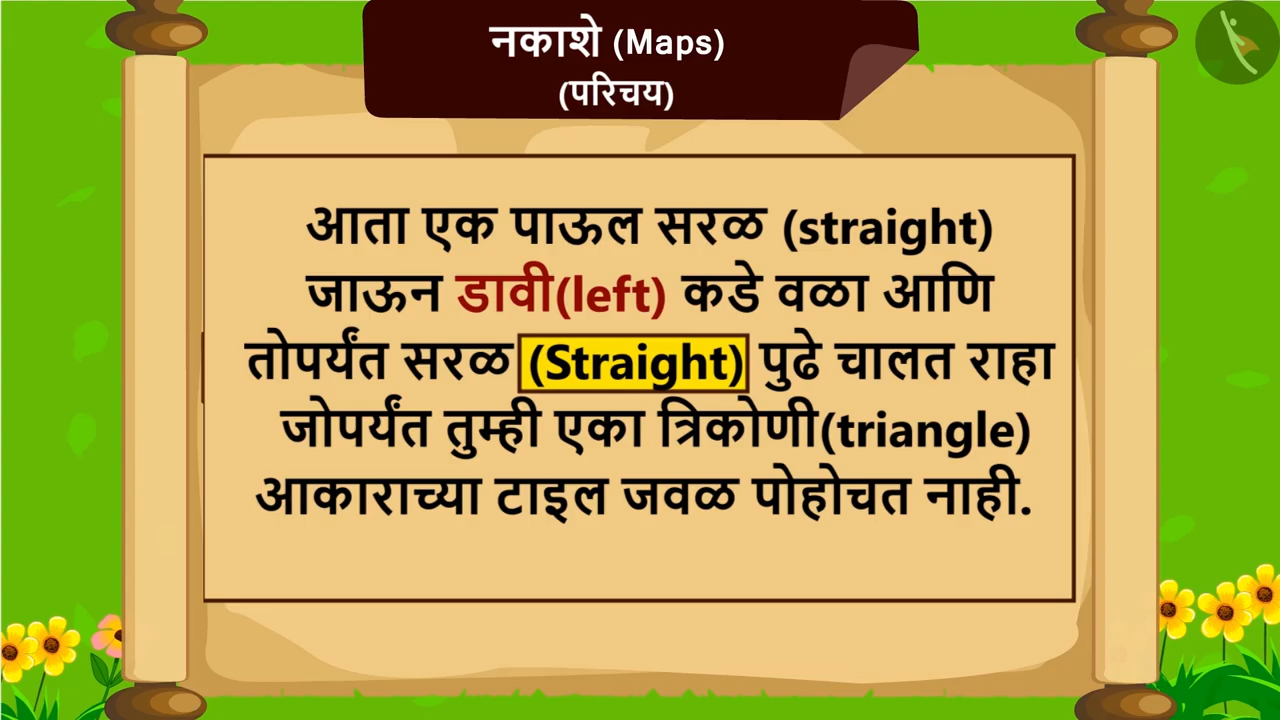 नकाशे (Maps)
(परिचय)
आता एक पाऊल सरळ (straight)
जाऊन डावी(left) कडे वळा आणि
तोपर्यंत सरळ (Straight) पुढे चालत राहा
जोपर्यंत तुम्ही एका त्रिकोणी(triangle)
आकाराच्या टाइल जवळ पोहोचत नाही.